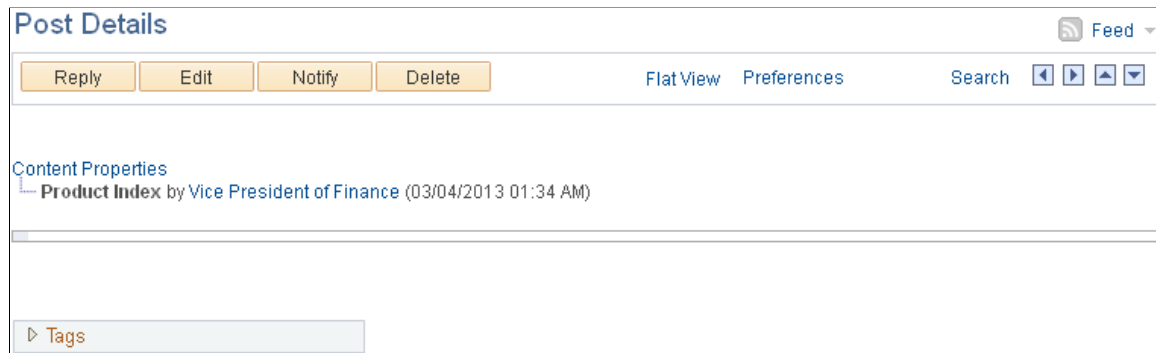 Post Details
Feed
Reply Edit Notify Delete Flat View Preferences Search
Content Properties
Product Index by Vice President of Finance (03/04/2013 01:34 AM)
Tags